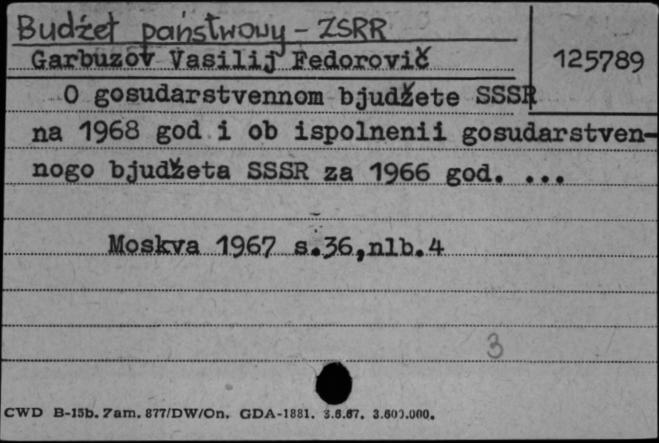 Budżet państwowy - ZSRR
Garbuzov Vasilij Fedorovič
125789
O gosudarstvennom bjudžete SSSR
na 1968 god i ob ispolnenii gosudarstven-
nogo bjudžeta SSSR za 1966 god. ...
Moskva 1967 s.36,nlb.4
3
CWD B-15b. Zam. 877/DW/On. GDA-1881. 3.6.67. 3.600.000.